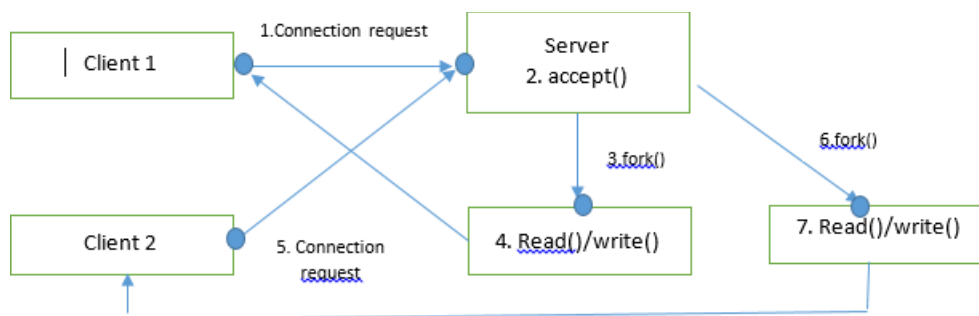 1.Connection request
Client 1
Server
2. accept()
3.fork()
6.fork()
Client 2
5. Connection
request
4. Read()/write()
7. Read()/write()